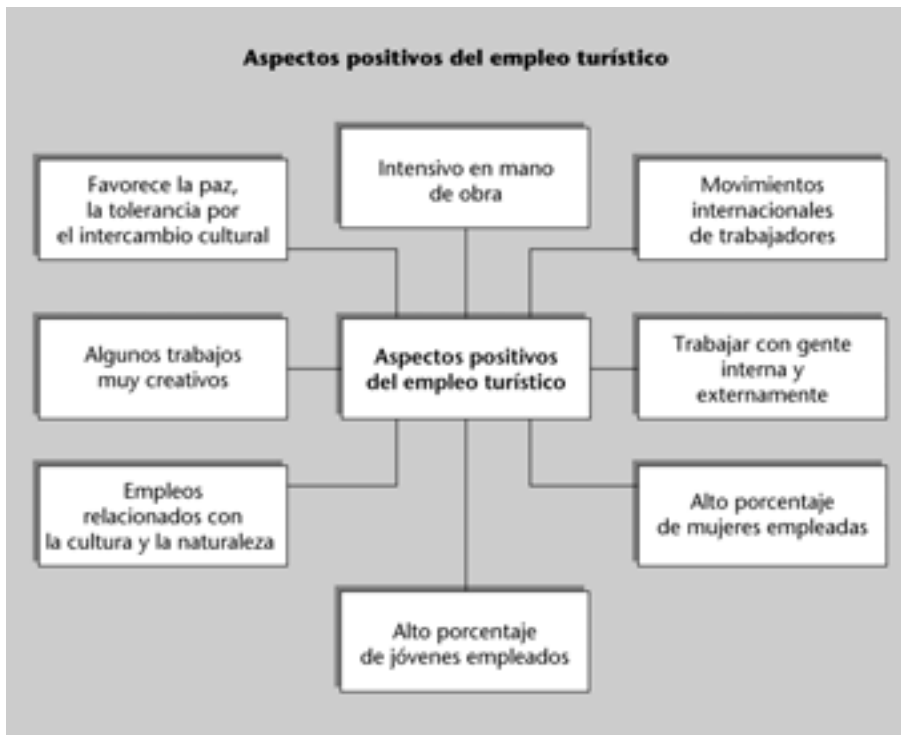 Aspectos positivos del empleo turístico
Intensivo en mano
de obra
Favorece la paz,
la tolerancia por
el intercambio cultural
Movimientos
internacionales
de trabajadores
Algunos trabajos
muy creativos
Aspectos positivos
del empleo turístico
Trabajar con gente
interna y
externamente
Empleos
relacionados con
la cultura y la naturaleza
Alto porcentaje
de mujeres empleadas
Alto porcentaje
de jóvenes empleados